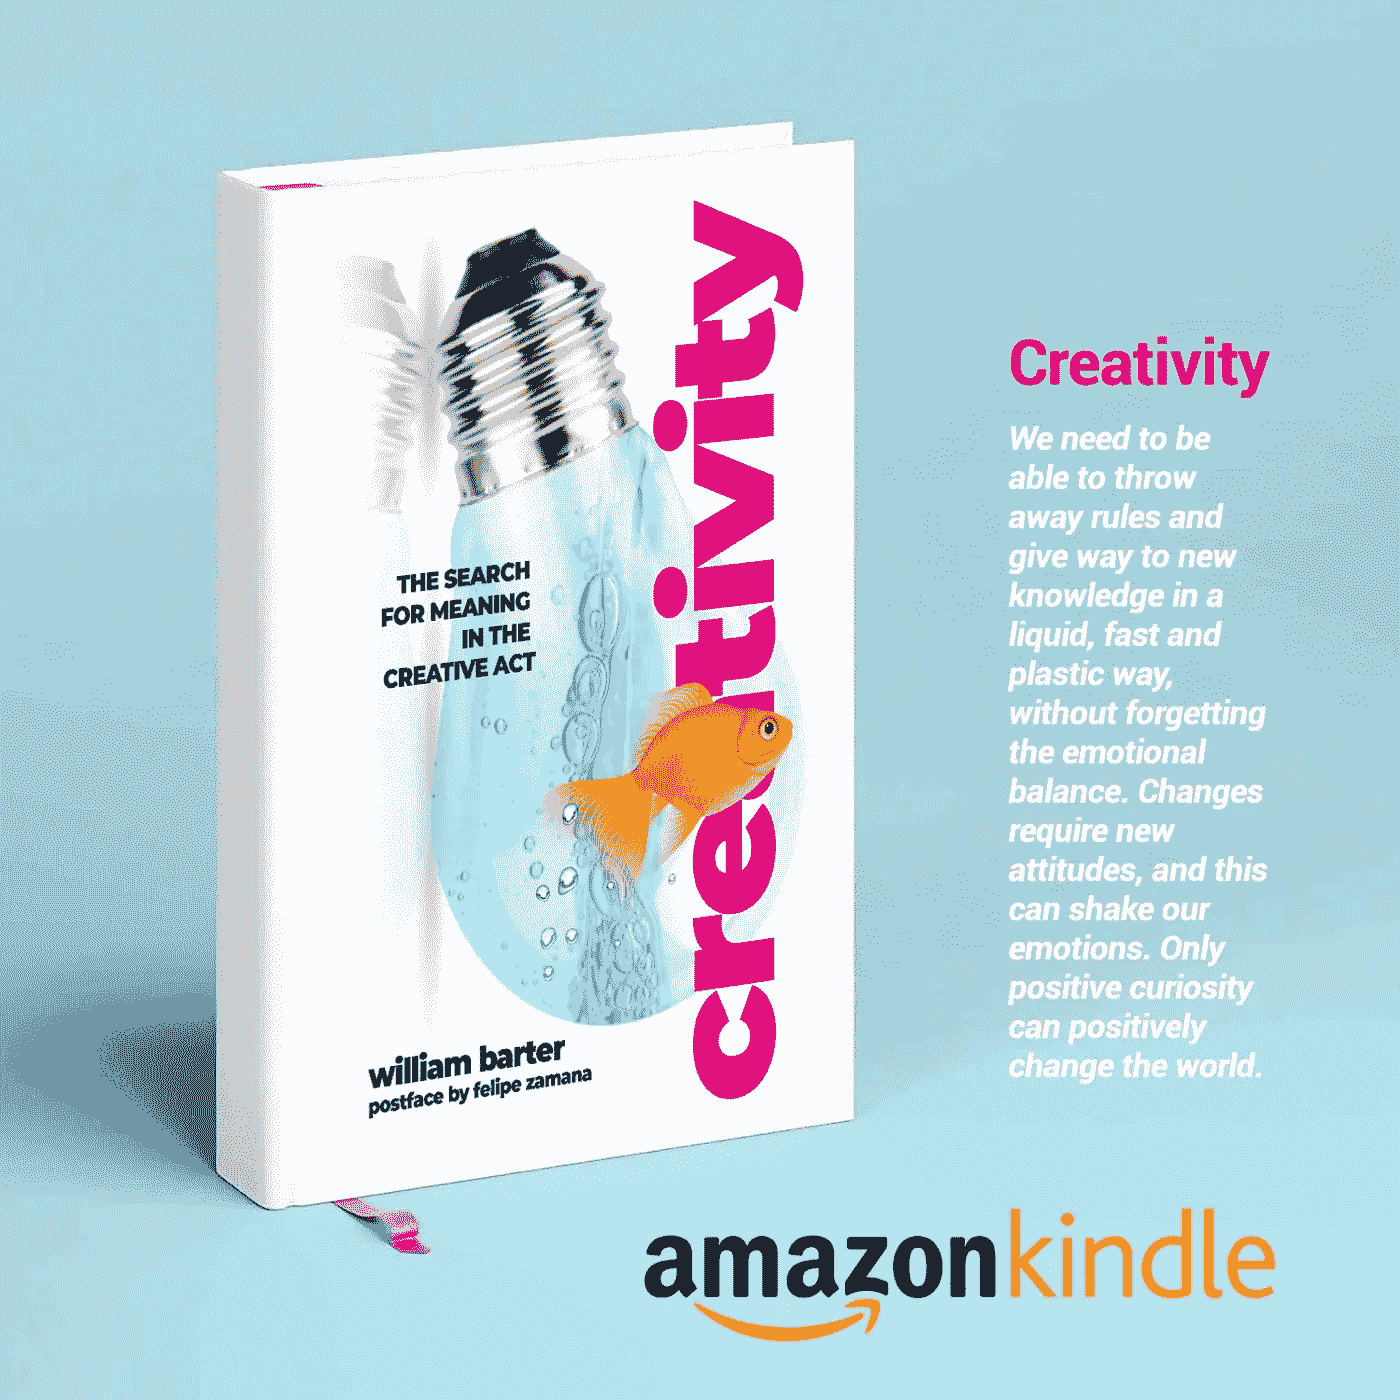 creativity
THE SEARCH
FOR MEANING
IN THE
CREATIVE ACT
william barter
postface by felipe zamana
Creativity
We need to be
able to throw
away rules and
give way to new
knowledge in a
liquid, fast and
plastic way,
without forgetting
the emotional
balance. Changes
require new
attitudes, and this
can shake our
emotions. Only
positive curiosity
can positively
change the world.
amazonkindle